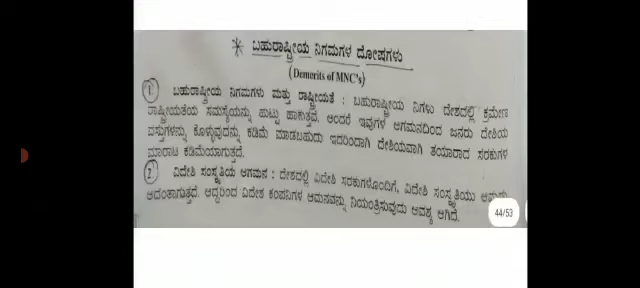 * ಬಹುರಾಷ್ಟ್ರೀಯ ನಿಗಮಗಳ ದೋಷಗಳು
(Demerits of MNC's)
1 ಬಹುರಾಷ್ಟ್ರೀಯ ನಿಗಮಗಳು ಮತ್ತು ರಾಷ್ಟ್ರೀಯತೆ : ಬಹುರಾಷ್ಟ್ರೀಯ ನಿಗಳು ದೇಶದಲ್ಲಿ ಕ್ರಮೇಣ
ರಾಷ್ಟ್ರೀಯತೆಯ ಸಮಸ್ಯೆಯನ್ನು ಹುಟ್ಟು ಹಾಕುತ್ತವೆ. ಅಂದರೆ ಇವುಗಳ ಆಗಮನದಿಂದ ಜನರು ದೇಶಿಯ
ವಸ್ತುಗಳನ್ನು ಕೊಳ್ಳುವುದನ್ನು ಕಡಿಮೆ ಮಾಡಬಹುದು ಇದರಿಂದಾಗಿ ದೇಶಿಯವಾಗಿ ತಯಾರಾದ ಸರಕುಗಳ
ಮಾರಾಟ ಕಡಿಮೆಯಾಗುತ್ತದೆ.
2 ವಿದೇಶಿ ಸಂಸ್ಕೃತಿಯ ಆಗಮನ : ದೇಶದಲ್ಲಿ ವಿದೇಶಿ ಸರಕುಗಳೊಂದಿಗೆ, ವಿದೇಶಿ ಸಂಸ್ಕೃತಿಯು
ಆದಂತಾಗುತ್ತದೆ. ಆದ್ದರಿಂದ ವಿದೇಶ ಕಂಪನಿಗಳ ಆಮನವನ್ನು ನಿಯಂತ್ರಿಸುವುದು ಅವಶ್ಯ ಆಗಿದೆ.
44/53